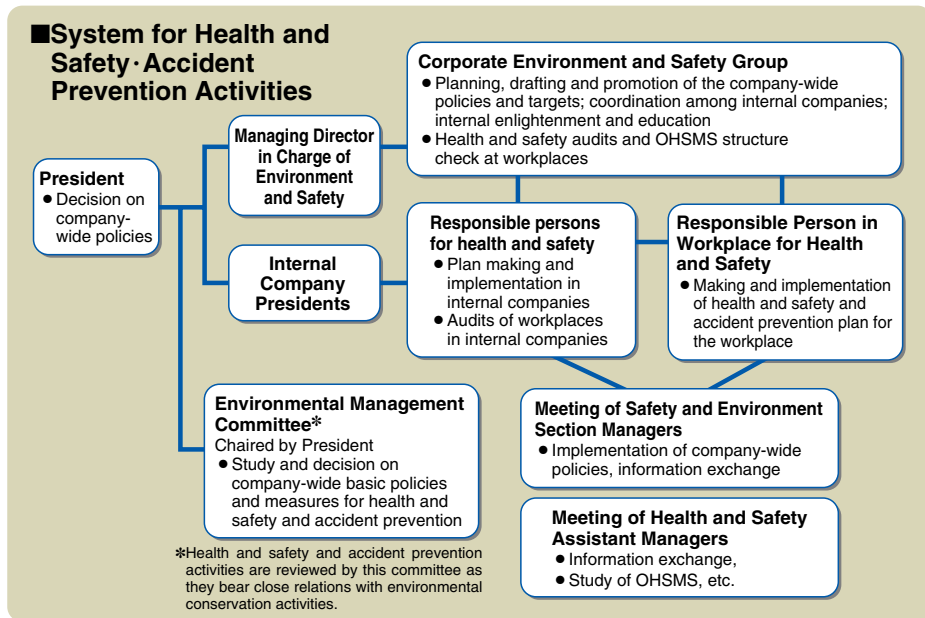 ■System for Health and
Safety·Accident
Prevention Activities
President
● Decision on
company-
wide policies
Managing Director
in Charge of
Environment
and Safety
Internal
Company
Presidents
Corporate Environment and Safety Group
● Planning, drafting and promotion of the company-wide
policies and targets; coordination among internal companies;
internal enlightenment and education
● Health and safety audits and OHSMS structure
check at workplaces
Responsible persons
for health and safety
● Plan making and
implementation in
internal companies
● Audits of workplaces
in internal companies
Responsible Person in
Workplace for Health
and Safety
● Making and implementation
of health and safety and
accident prevention plan for
the workplace
Environmental Management
Committee*
Chaired by President
● Study and decision on
company-wide basic policies
and measures for health and
safety and accident prevention
*Health and safety and accident prevention
activities are reviewed by this committee as
they bear close relations with environmental
conservation activities.
Meeting of Safety and Environment
Section Managers
● Implementation of company-wide
policies, information exchange
Meeting of Health and Safety
Assistant Managers
● Information exchange,
● Study of OHSMS, etc.